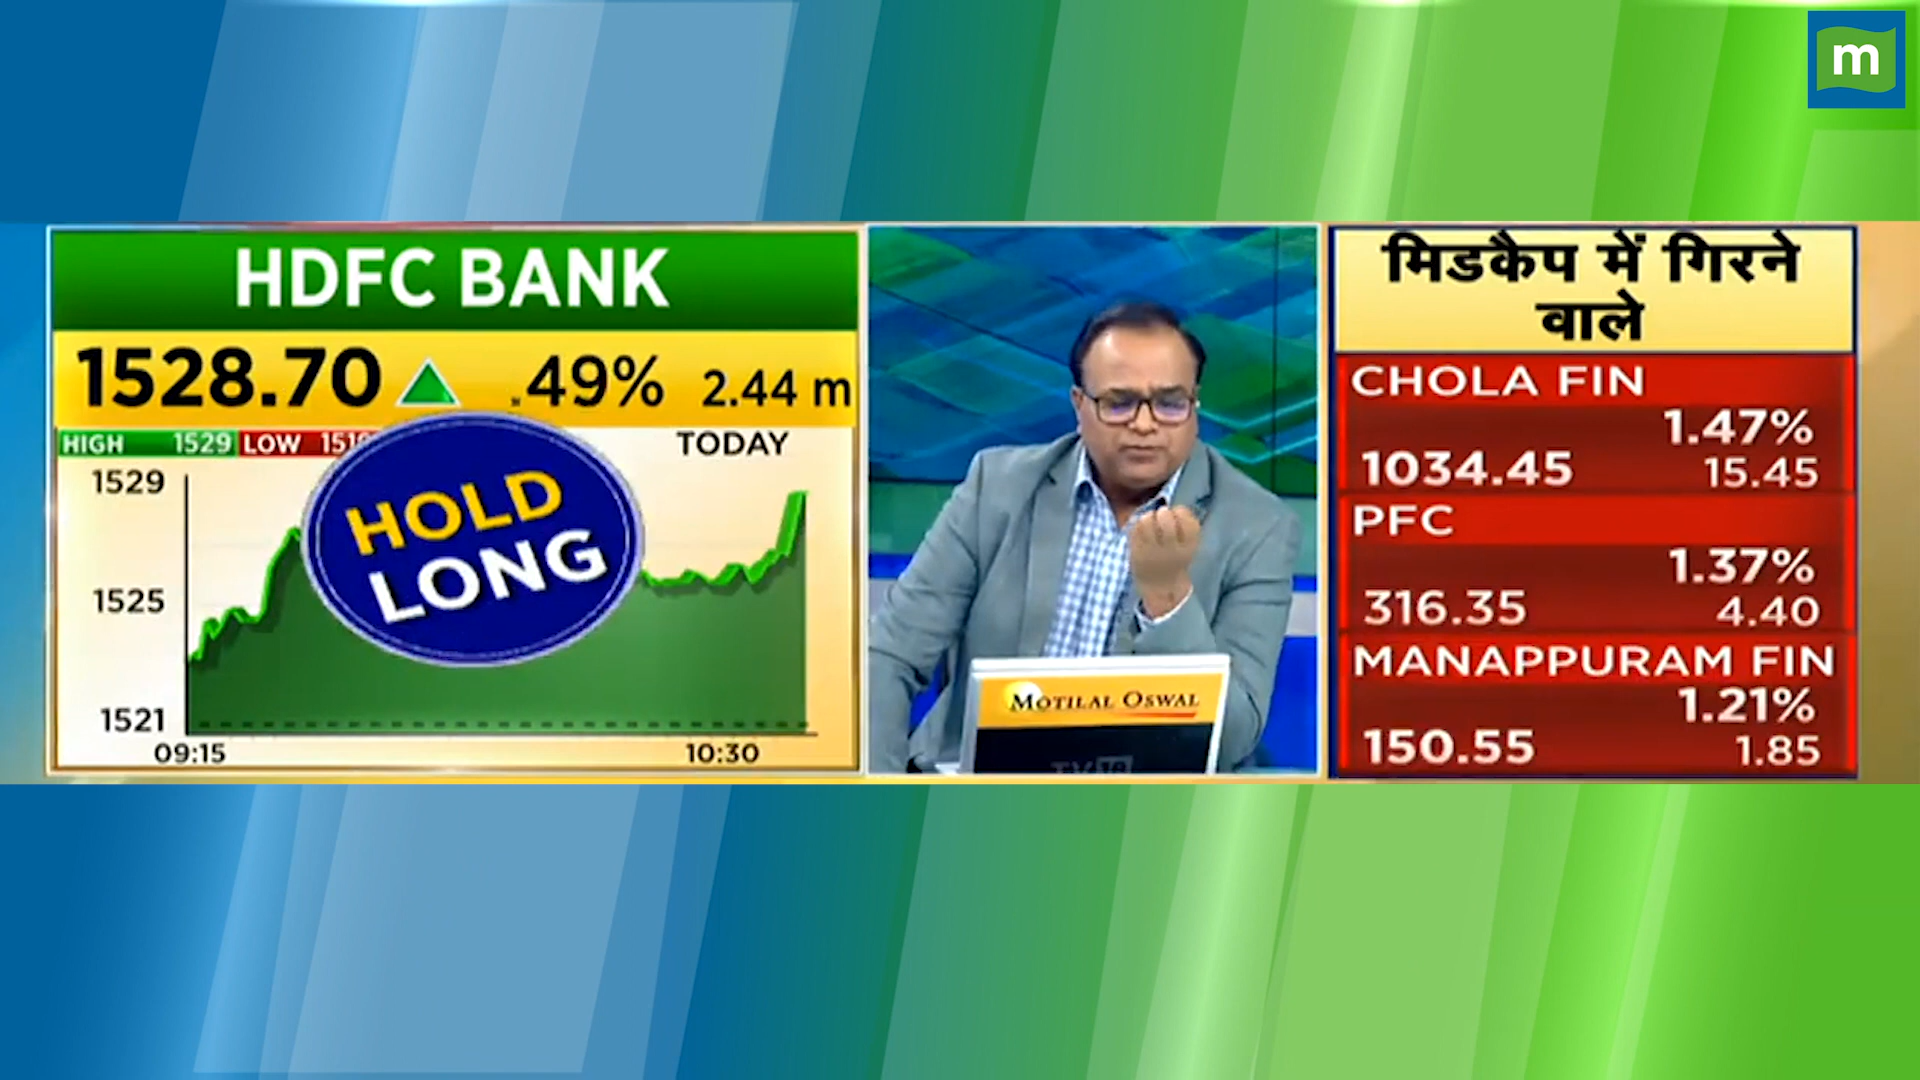 m
HDFC BANK
1528.70 .49% 2.44 m
HIGH 1529 LOW
TODAY
1529
1525
1521
09:15 10:30
HOLD
LONG
MOTILAL OSWAL
मिडकैप में गिरने
वाले
CHOLA FIN
1.47%
1034.45 15.45
PFC
1.37%
316.35 4.40
MANAPPURAM FIN
1.21%
150.55 1.85